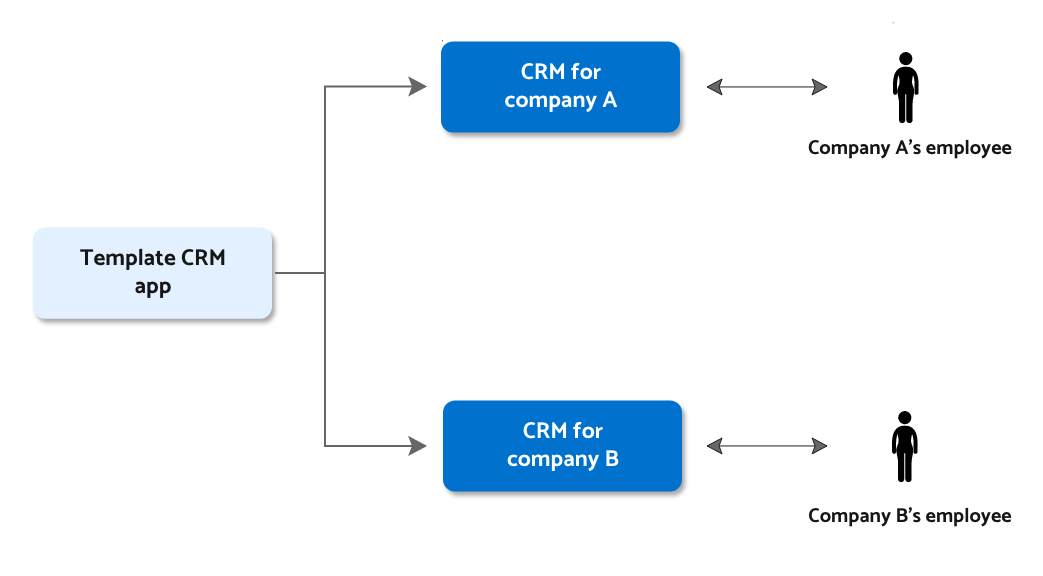 CRM for
company A
Company A's employee
Template CRM
app
CRM for
company B
Company B's employee